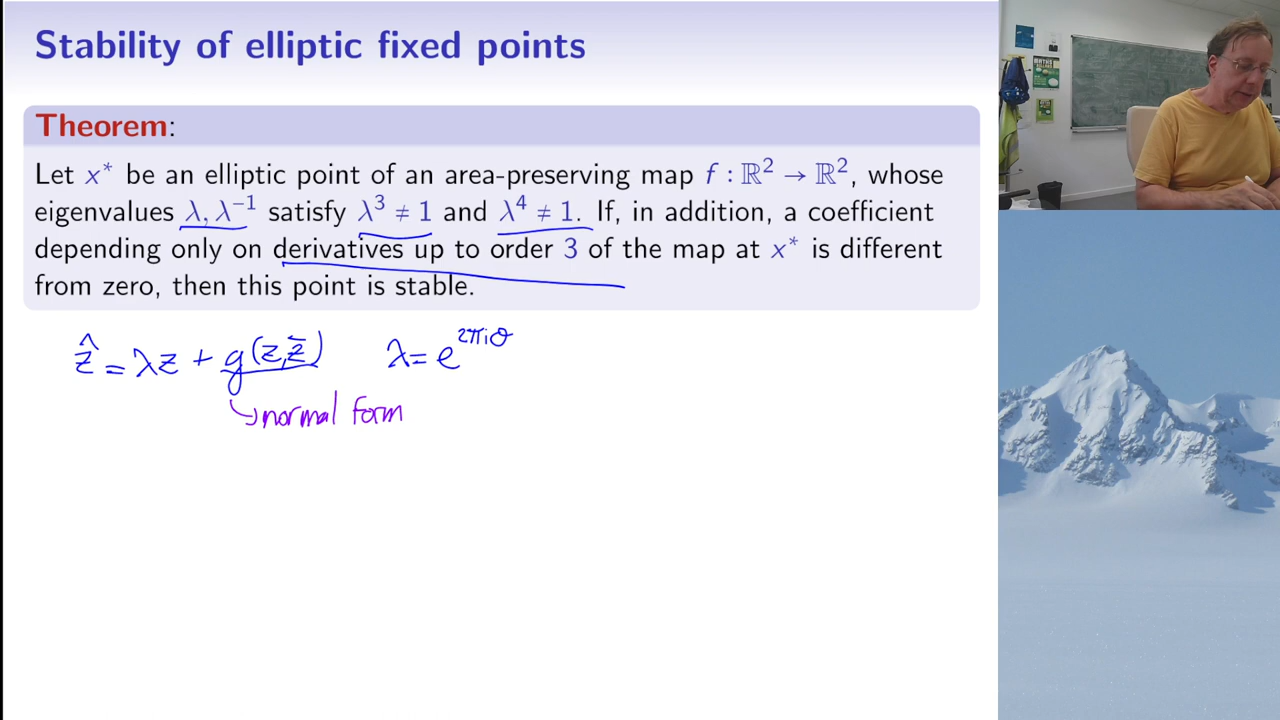 Stability of elliptic fixed points
Theorem:
Let x* be an elliptic point of an area-preserving map f : ℝ² → ℝ², whose
eigenvalues λ, λ⁻¹ satisfy λ³ ≠ 1 and λ⁴ ≠ 1. If, in addition, a coefficient
depending only on derivatives up to order 3 of the map at x* is different
from zero, then this point is stable.
ẑ = λz + g(z,z̄) λ = e^{2πiθ}
↳ normal form